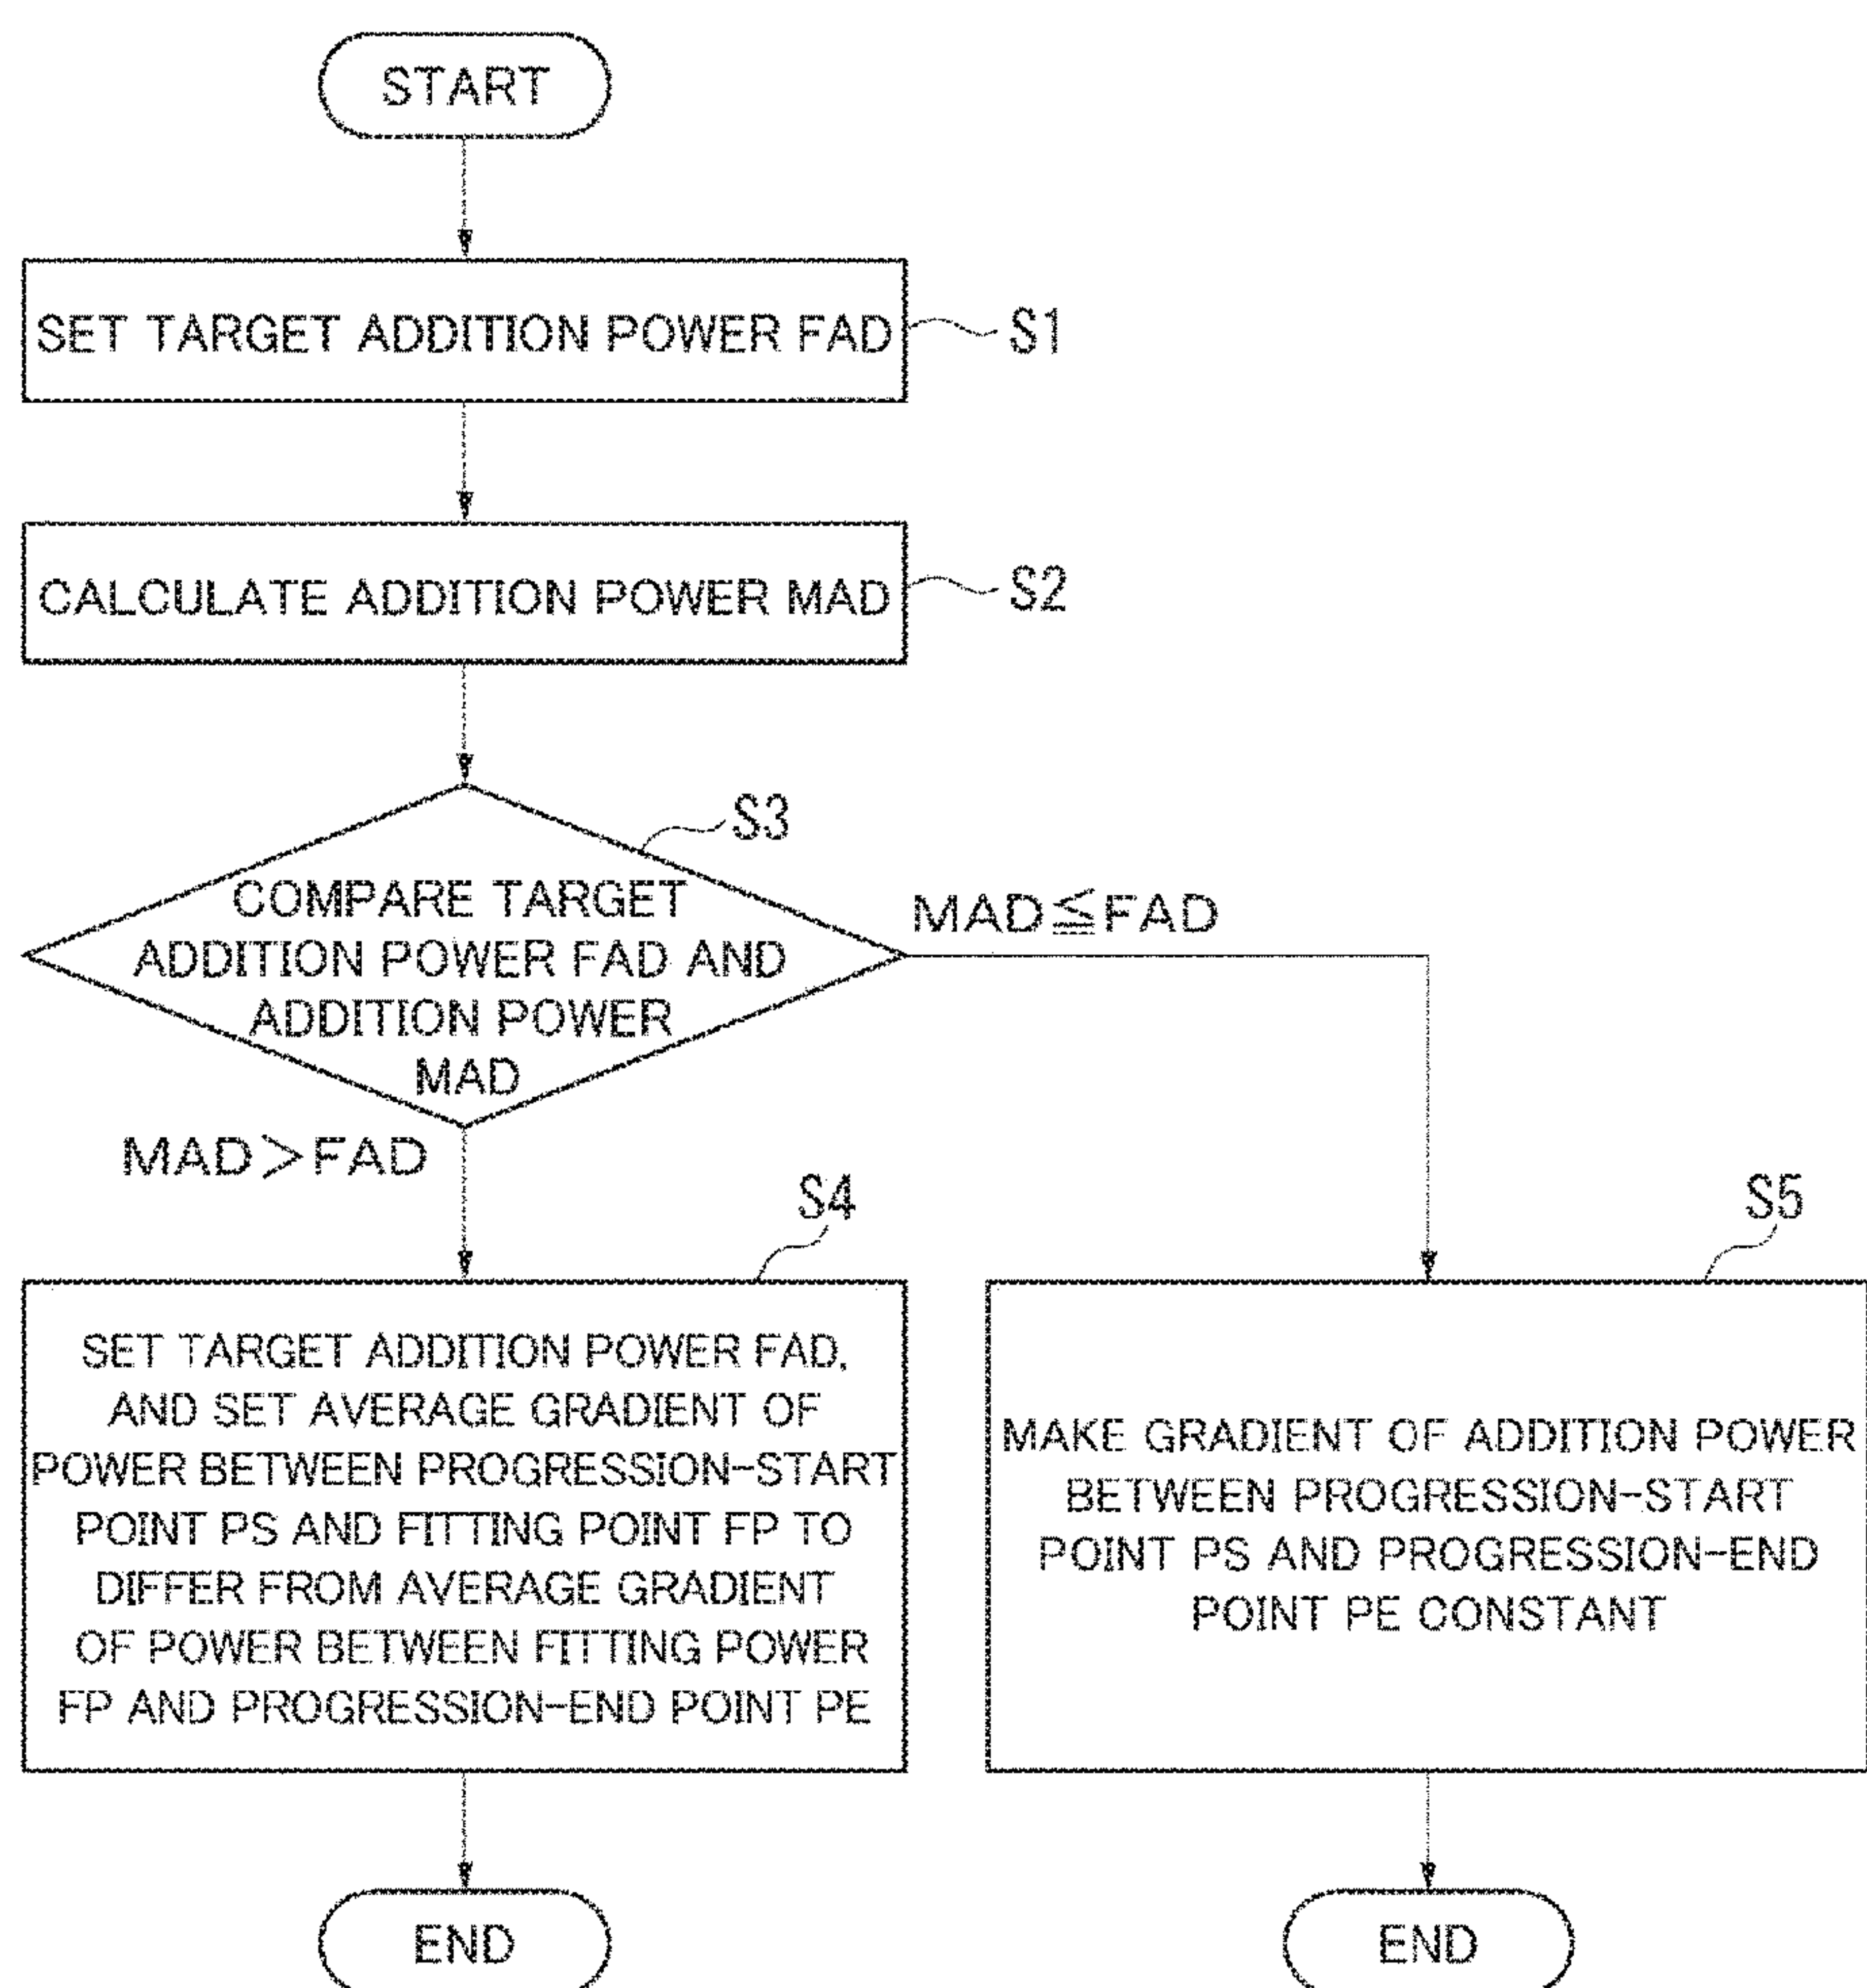 START
SET TARGET ADDITION POWER FAD
S1
CALCULATE ADDITION POWER MAD
S2
S3
COMPARE TARGET
ADDITION POWER FAD AND
ADDITION POWER
MAD
MAD≦FAD
MAD>FAD
S4
SET TARGET ADDITION POWER FAD,
AND SET AVERAGE GRADIENT OF
POWER BETWEEN PROGRESSION-START
POINT PS AND FITTING POINT FP TO
DIFFER FROM AVERAGE GRADIENT
OF POWER BETWEEN FITTING POWER
FP AND PROGRESSION-END POINT PE
S5
MAKE GRADIENT OF ADDITION POWER
BETWEEN PROGRESSION-START
POINT PS AND PROGRESSION-END
POINT PE CONSTANT
END
END